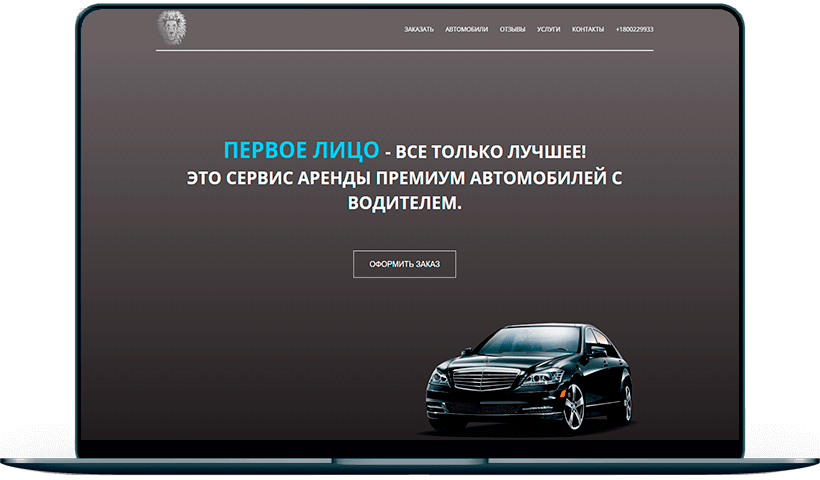 ЗАКАЗАТЬ АВТОМОБИЛИ ОТЗЫВЫ УСЛУГИ КОНТАКТЫ +1800229933
ПЕРВОЕ ЛИЦО - ВСЕ ТОЛЬКО ЛУЧШЕЕ!
ЭТО СЕРВИС АРЕНДЫ ПРЕМИУМ АВТОМОБИЛЕЙ С
ВОДИТЕЛЕМ.
ОФОРМИТЬ ЗАКАЗ